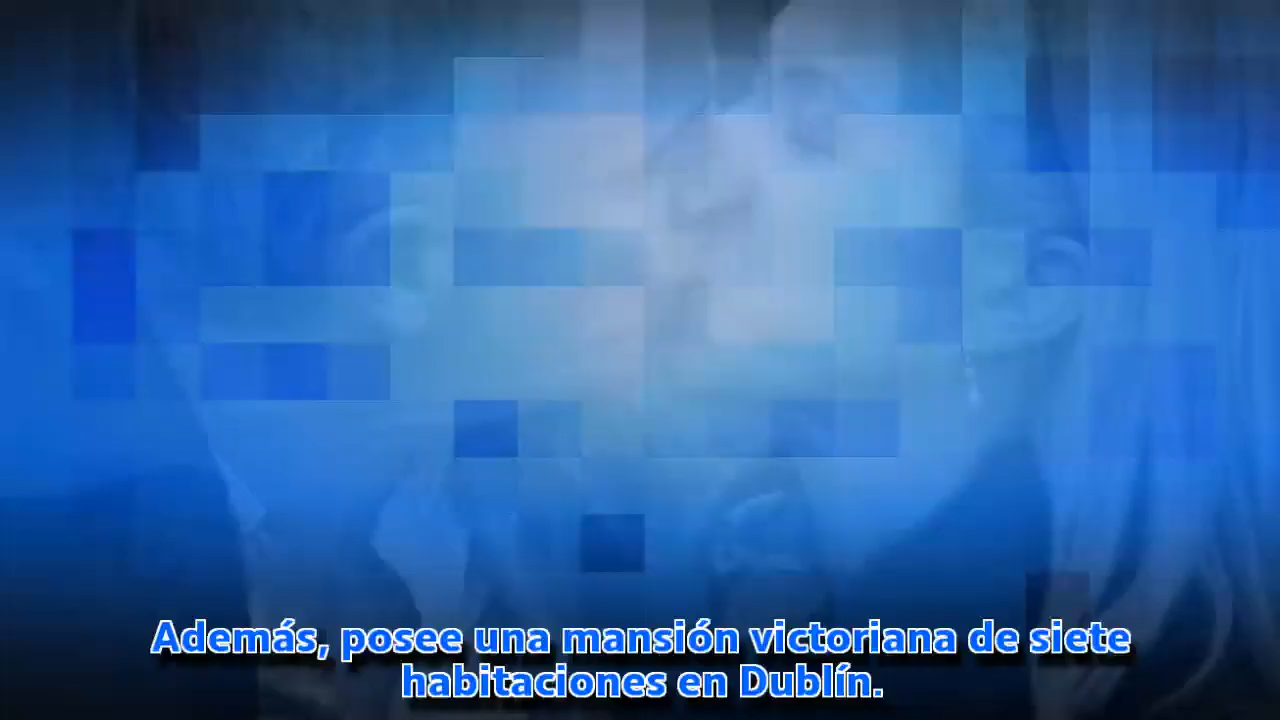 Además, posee una mansión victoriana de siete
habitaciones en Dublín.